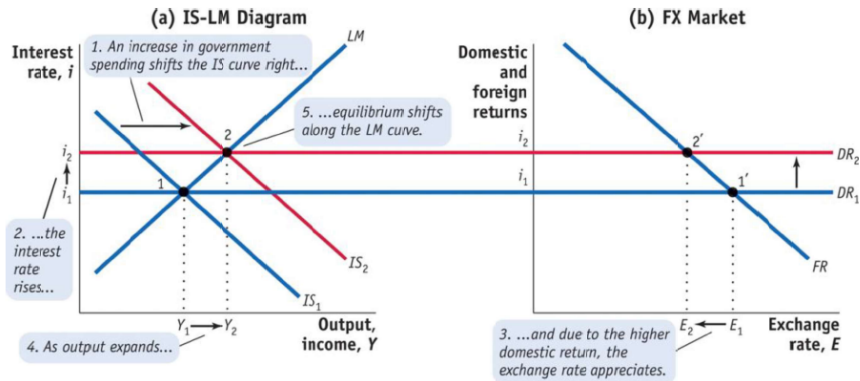 (a) IS-LM Diagram
Interest
rate, i
1. An increase in government
spending shifts the IS curve right...
LM
2
5. ...equilibrium shifts
along the LM curve.
i₂
i₁
1
2. ...the
interest
rate
rises...
IS₂
IS₁
Y₁
Y₂
Output,
income, Y
4. As output expands...
(b) FX Market
Domestic
and
foreign
returns
i₂
i₁
2′
1′
DR₂
DR₁
FR
E₂
E₁
Exchange
rate, E
3. ...and due to the higher
domestic return, the
exchange rate appreciates.